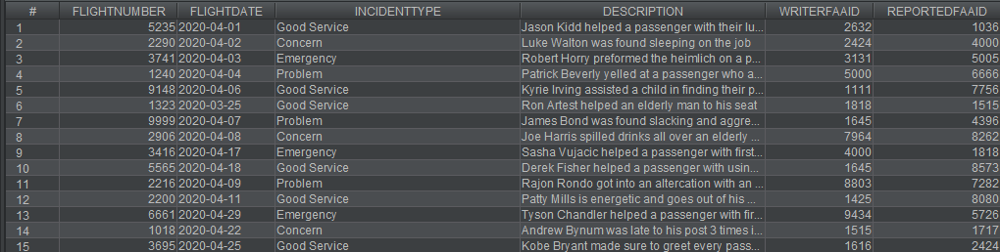 # FLIGHTNUMBER FLIGHTDATE INCIDENTTYPE DESCRIPTION WRITERFAAID REPORTEDFAAID
1 5235 2020-04-01 Good Service Jason Kidd helped a passenger with their lu... 2632 1036
2 2290 2020-04-02 Concern Luke Walton was found sleeping on the job 2424 4000
3 3741 2020-04-03 Emergency Robert Horry preformed the heimlich on a p... 3131 5005
4 1240 2020-04-04 Problem Patrick Beverly yelled at a passenger who a... 5000 6666
5 9148 2020-04-06 Good Service Kyrie Irving assisted a child in finding their p... 1111 7756
6 1323 2020-03-25 Good Service Ron Artest helped an elderly man to his seat 1818 1515
7 9999 2020-04-07 Problem James Bond was found slacking and aggre... 1645 4396
8 2906 2020-04-08 Concern Joe Harris spilled drinks all over an elderly ... 7964 8262
9 3416 2020-04-17 Emergency Sasha Vujacic helped a passenger with first... 4000 1818
10 5565 2020-04-18 Good Service Derek Fisher helped a passenger with usin... 1645 8573
11 2216 2020-04-09 Problem Rajon Rondo got into an altercation with an ... 8803 7282
12 2200 2020-04-11 Good Service Patty Mills is energetic and goes out of his ... 1425 8080
13 6661 2020-04-29 Emergency Tyson Chandler helped a passenger with fir... 9434 5726
14 1018 2020-04-22 Concern Andrew Bynum was late to his post 3 times i... 1515 1717
15 3695 2020-04-25 Good Service Kobe Bryant made sure to greet every pass... 1616 2424